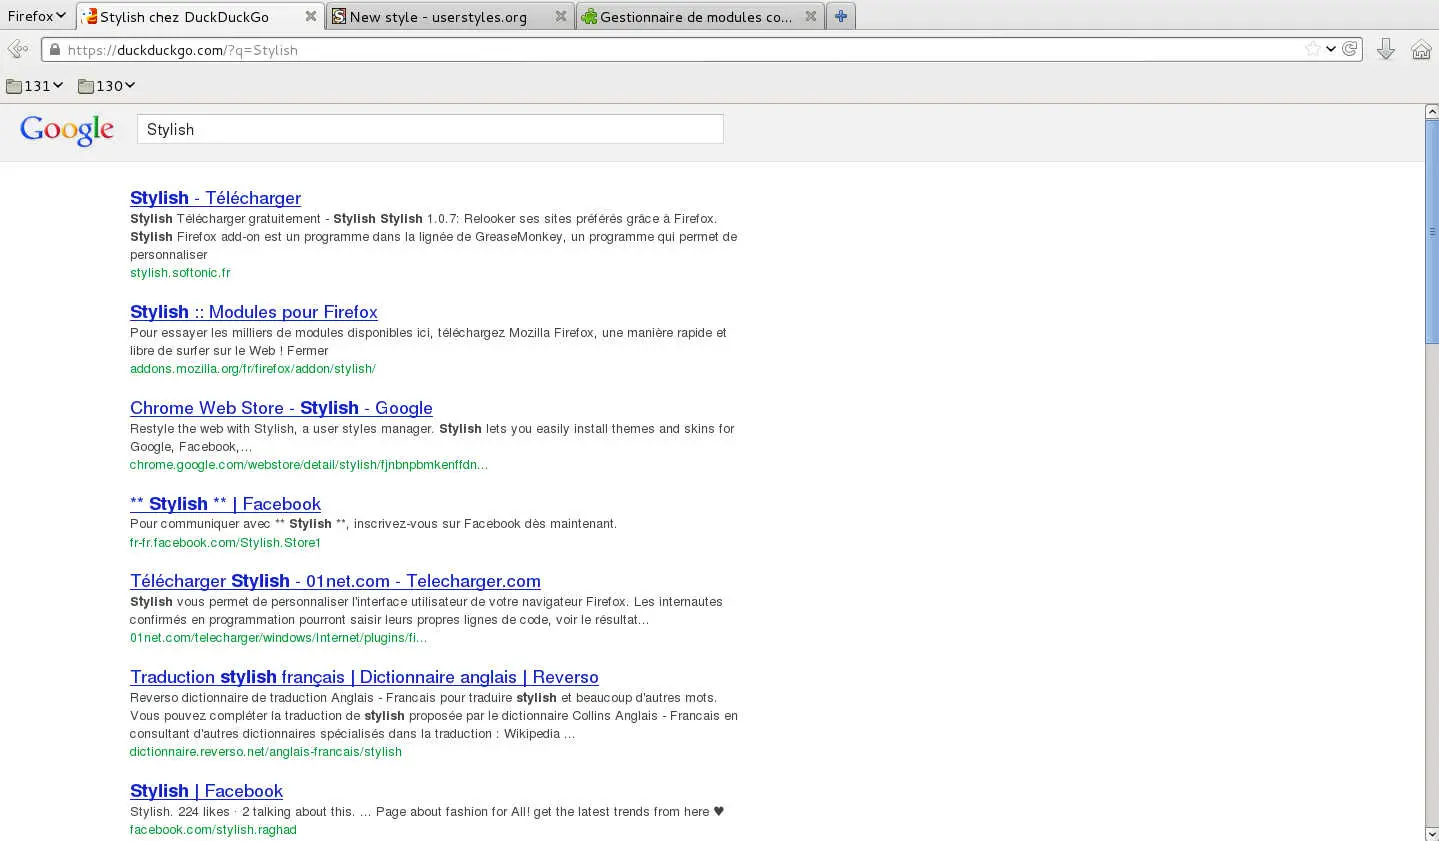 Firefox
Stylish chez DuckDuckGo
New style - userstyles.org
Gestionnaire de modules co...
https://duckduckgo.com/?q=Stylish
131
130
Google
Stylish
Stylish - Télécharger
Stylish Télécharger gratuitement - Stylish Stylish 1.0.7: Relooker ses sites préférés grâce à Firefox.
Stylish Firefox add-on est un programme dans la lignée de GreaseMonkey, un programme qui permet de
personnaliser
stylish.softonic.fr
Stylish :: Modules pour Firefox
Pour essayer les milliers de modules disponibles ici, téléchargez Mozilla Firefox, une manière rapide et
libre de surfer sur le Web ! Fermer
addons.mozilla.org/fr/firefox/addon/stylish/
Chrome Web Store - Stylish - Google
Restyle the web with Stylish, a user styles manager. Stylish lets you easily install themes and skins for
Google, Facebook,...
chrome.google.com/webstore/detail/stylish/fjnbnpbmkenffdn...
** Stylish ** | Facebook
Pour communiquer avec ** Stylish **, inscrivez-vous sur Facebook dès maintenant.
fr-fr.facebook.com/Stylish.Store1
Télécharger Stylish - 01net.com - Telecharger.com
Stylish vous permet de personnaliser l'interface utilisateur de votre navigateur Firefox. Les internautes
confirmés en programmation pourront saisir leurs propres lignes de code, voir le résultat...
01net.com/telecharger/windows/Internet/plugins/fi...
Traduction stylish français | Dictionnaire anglais | Reverso
Reverso dictionnaire de traduction Anglais - Francais pour traduire stylish et beaucoup d'autres mots.
Vous pouvez compléter la traduction de stylish proposée par le dictionnaire Collins Anglais - Francais en
consultant d'autres dictionnaires spécialisés dans la traduction : Wikipedia ...
dictionnaire.reverso.net/anglais-francais/stylish
Stylish | Facebook
Stylish. 224 likes · 2 talking about this. ... Page about fashion for All! get the latest trends from here ♥
facebook.com/stylish.raghad